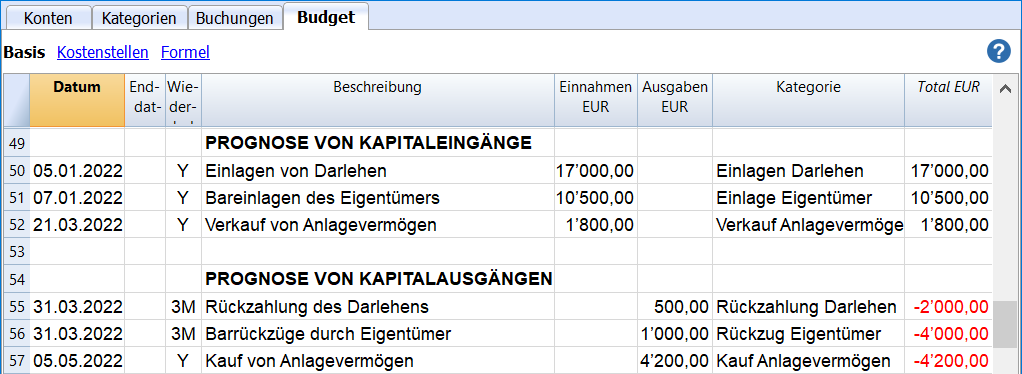 Konten Kategorien Buchungen Budget
Basis Kostenstellen Formel ?
Datum End- Wie- Beschreibung Einnahmen Ausgaben Kategorie Total EUR
dat- der- EUR EUR
49 PROGNOSE VON KAPITALEINGÄNGE
50 05.01.2022 Y Einlagen von Darlehen 17’000,00 Einlagen Darlehen 17’000,00
51 07.01.2022 Y Bareinlagen des Eigentümers 10’500,00 Einlage Eigentümer 10’500,00
52 21.03.2022 Y Verkauf von Anlagevermögen 1’800,00 Verkauf Anlagevermöge 1’800,00
53
54 PROGNOSE VON KAPITALAUSGÄNGEN
55 31.03.2022 3M Rückzahlung des Darlehens 500,00 Rückzahlung Darlehen -2’000,00
56 31.03.2022 3M Barrückzüge durch Eigentümer 1’000,00 Rückzug Eigentümer -4’000,00
57 05.05.2022 Y Kauf von Anlagevermögen 4’200,00 Kauf Anlagevermögen -4’200,00